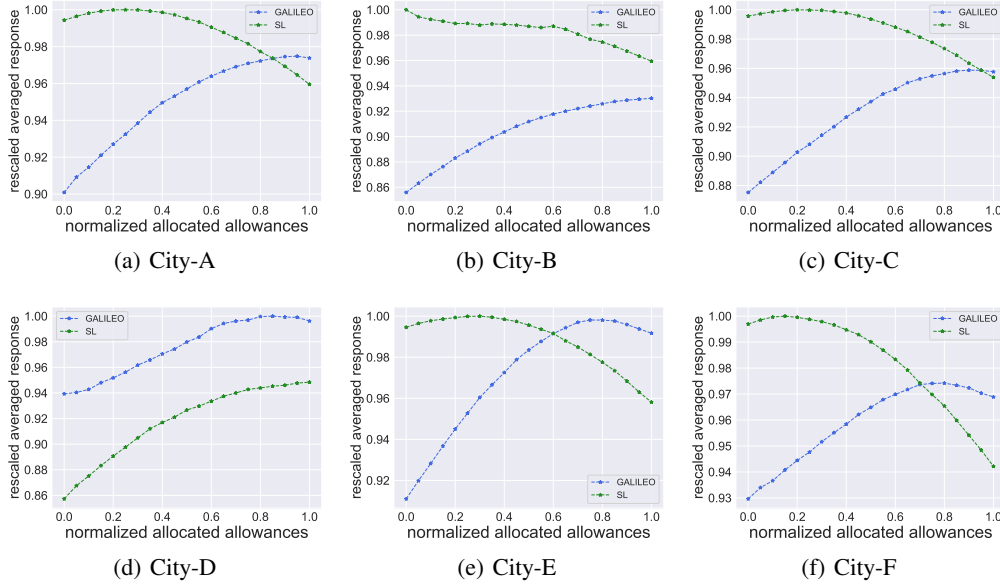 rescaled averaged response
1.00
0.98
0.96
0.94
0.92
0.90
GALILEO
SL
0.0 0.2 0.4 0.6 0.8 1.0
normalized allocated allowances
(a) City-A
rescaled averaged response
1.00
0.98
0.96
0.94
0.92
0.90
0.88
0.86
GALILEO
SL
0.0 0.2 0.4 0.6 0.8 1.0
normalized allocated allowances
(b) City-B
rescaled averaged response
1.00
0.98
0.96
0.94
0.92
0.90
0.88
GALILEO
SL
0.0 0.2 0.4 0.6 0.8 1.0
normalized allocated allowances
(c) City-C
rescaled averaged response
1.00
0.98
0.96
0.94
0.92
0.90
0.88
0.86
GALILEO
SL
0.0 0.2 0.4 0.6 0.8 1.0
normalized allocated allowances
(d) City-D
rescaled averaged response
1.00
0.98
0.96
0.94
0.92
GALILEO
SL
0.0 0.2 0.4 0.6 0.8 1.0
normalized allocated allowances
(e) City-E
rescaled averaged response
1.00
0.99
0.98
0.97
0.96
0.95
0.94
0.93
GALILEO
SL
0.0 0.2 0.4 0.6 0.8 1.0
normalized allocated allowances
(f) City-F